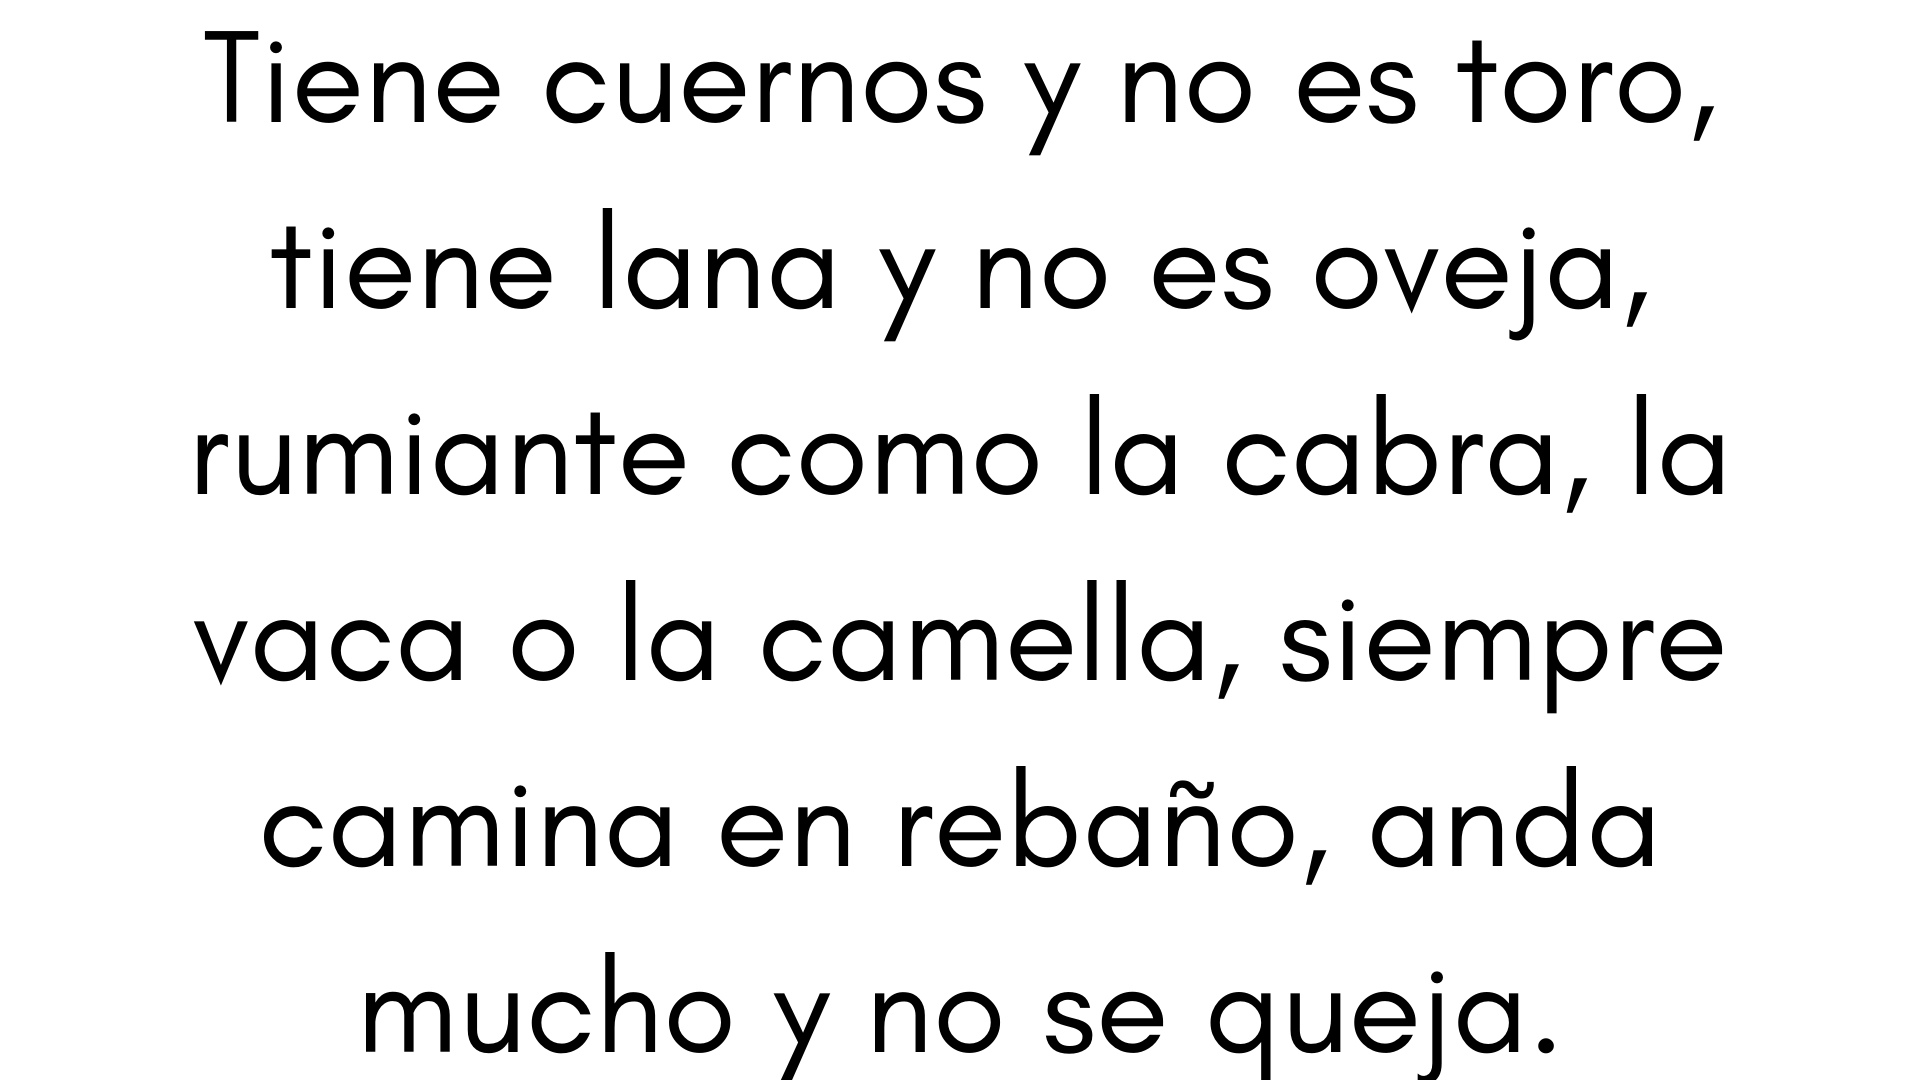 Tiene cuernos y no es toro,
tiene lana y no es oveja,
rumiante como la cabra, la
vaca o la camella, siempre
camina en rebaño, anda
mucho y no se queja.